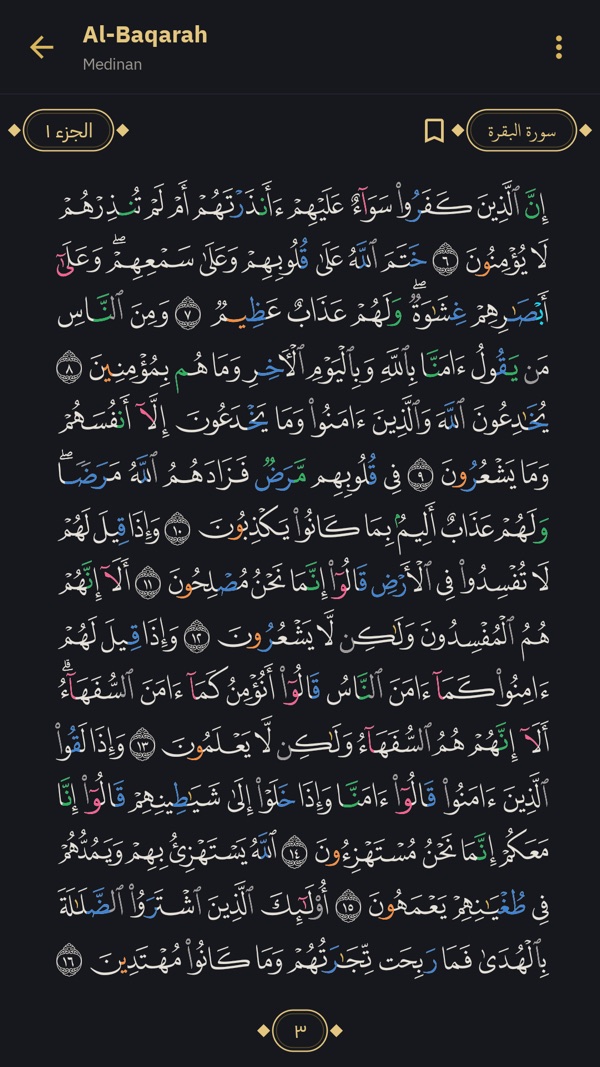 Al-Baqarah
Medinan
الجزء ١
سورة البقرة
إِنَّ ٱلَّذِينَ كَفَرُوا۟ سَوَآءٌ عَلَيْهِمْ ءَأَنذَرْتَهُمْ أَمْ لَمْ تُنذِرْهُمْ
لَا يُؤْمِنُونَ ٦ خَتَمَ ٱللَّهُ عَلَىٰ قُلُوبِهِمْ وَعَلَىٰ سَمْعِهِمْ ۖ وَعَلَىٰٓ
أَبْصَـٰرِهِمْ غِشَـٰوَةٌ ۖ وَلَهُمْ عَذَابٌ عَظِيمٌ ٧ وَمِنَ ٱلنَّاسِ
مَن يَقُولُ ءَامَنَّا بِٱللَّهِ وَبِٱلْيَوْمِ ٱلْـَٔاخِرِ وَمَا هُم بِمُؤْمِنِينَ ٨
يُخَـٰدِعُونَ ٱللَّهَ وَٱلَّذِينَ ءَامَنُوا۟ وَمَا يَخْدَعُونَ إِلَّآ أَنفُسَهُمْ
وَمَا يَشْعُرُونَ ٩ فِى قُلُوبِهِم مَّرَضٌ فَزَادَهُمُ ٱللَّهُ مَرَضًا ۖ
وَلَهُمْ عَذَابٌ أَلِيمٌۢ بِمَا كَانُوا۟ يَكْذِبُونَ ١٠ وَإِذَا قِيلَ لَهُمْ
لَا تُفْسِدُوا۟ فِى ٱلْأَرْضِ قَالُوٓا۟ إِنَّمَا نَحْنُ مُصْلِحُونَ ١١ أَلَآ إِنَّهُمْ
هُمُ ٱلْمُفْسِدُونَ وَلَـٰكِن لَّا يَشْعُرُونَ ١٢ وَإِذَا قِيلَ لَهُمْ
ءَامِنُوا۟ كَمَآ ءَامَنَ ٱلنَّاسُ قَالُوٓا۟ أَنُؤْمِنُ كَمَآ ءَامَنَ ٱلسُّفَهَآءُ ۗ
أَلَآ إِنَّهُمْ هُمُ ٱلسُّفَهَآءُ وَلَـٰكِن لَّا يَعْلَمُونَ ١٣ وَإِذَا لَقُوا۟
ٱلَّذِينَ ءَامَنُوا۟ قَالُوٓا۟ ءَامَنَّا وَإِذَا خَلَوْا۟ إِلَىٰ شَيَـٰطِينِهِمْ قَالُوٓا۟ إِنَّا
مَعَكُمْ إِنَّمَا نَحْنُ مُسْتَهْزِءُونَ ١٤ ٱللَّهُ يَسْتَهْزِئُ بِهِمْ وَيَمُدُّهُمْ
فِى طُغْيَـٰنِهِمْ يَعْمَهُونَ ١٥ أُو۟لَـٰٓئِكَ ٱلَّذِينَ ٱشْتَرَوُا۟ ٱلضَّلَـٰلَةَ
بِٱلْهُدَىٰ فَمَا رَبِحَت تِّجَـٰرَتُهُمْ وَمَا كَانُوا۟ مُهْتَدِينَ ١٦
٣